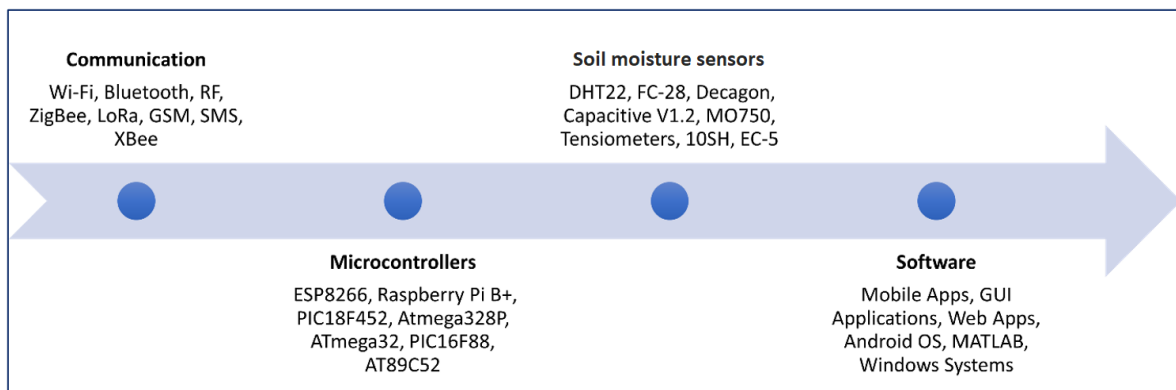 Communication
Wi-Fi, Bluetooth, RF,
ZigBee, LoRa, GSM, SMS,
XBee
Microcontrollers
ESP8266, Raspberry Pi B+,
PIC18F452, Atmega328P,
ATmega32, PIC16F88,
AT89C52
Soil moisture sensors
DHT22, FC-28, Decagon,
Capacitive V1.2, MO750,
Tensiometers, 10SH, EC-5
Software
Mobile Apps, GUI
Applications, Web Apps,
Android OS, MATLAB,
Windows Systems